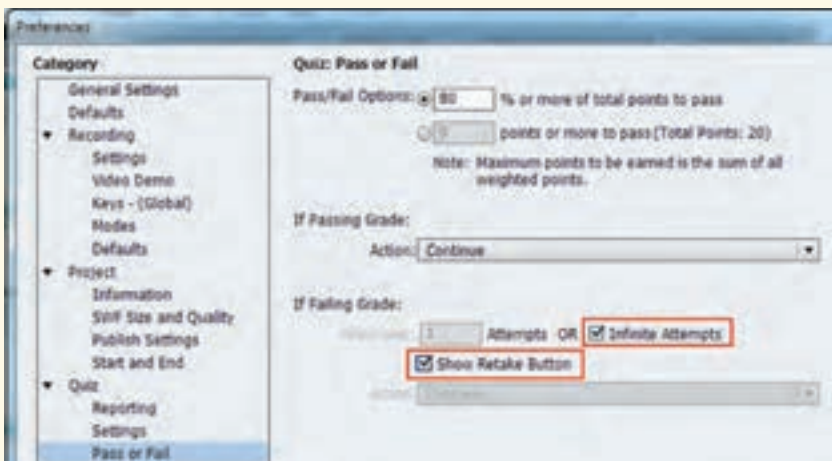 Preferences
Category
General Settings
Defaults
Recording
Settings
Video Demo
Keys - (Global)
Modes
Defaults
Project
Information
SWF Size and Quality
Publish Settings
Start and End
Quiz
Reporting
Settings
Pass or Fail
Quiz: Pass or Fail
Pass/Fail Options: 80 % or more of total points to pass
points or more to pass(Total Points: 20)
Note: Maximum points to be earned is the sum of all
weighted points.
If Passing Grade:
Action: Continue
If Failing Grade:
Attempts OR Infinite Attempts
Show Retake Button